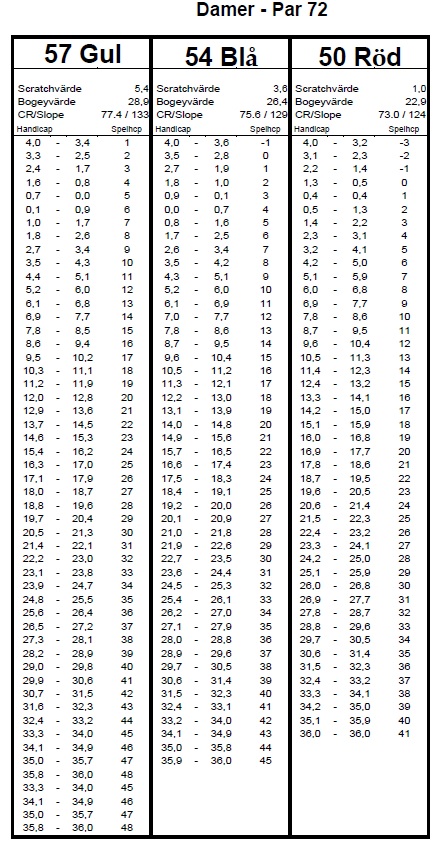 Damer - Par 72
57 Gul
Scratchvärde 5,4
Bogeyvärde 28,9
CR/Slope 77.4 / 133
Handicap Spelhcp
4,0 - 3,4 1
3,3 - 2,5 2
2,4 - 1,7 3
1,6 - 0,8 4
0,7 - 0,0 5
0,1 - 0,9 6
1,0 - 1,7 7
1,8 - 2,6 8
2,7 - 3,4 9
3,5 - 4,3 10
4,4 - 5,1 11
5,2 - 6,0 12
6,1 - 6,8 13
6,9 - 7,7 14
7,8 - 8,5 15
8,6 - 9,4 16
9,5 - 10,2 17
10,3 - 11,1 18
11,2 - 11,9 19
12,0 - 12,8 20
12,9 - 13,6 21
13,7 - 14,5 22
14,6 - 15,3 23
15,4 - 16,2 24
16,3 - 17,0 25
17,1 - 17,9 26
18,0 - 18,7 27
18,8 - 19,6 28
19,7 - 20,4 29
20,5 - 21,3 30
21,4 - 22,1 31
22,2 - 23,0 32
23,1 - 23,8 33
23,9 - 24,7 34
24,8 - 25,5 35
25,6 - 26,4 36
26,5 - 27,2 37
27,3 - 28,1 38
28,2 - 28,9 39
29,0 - 29,8 40
29,9 - 30,6 41
30,7 - 31,5 42
31,6 - 32,3 43
32,4 - 33,2 44
33,3 - 34,0 45
34,1 - 34,9 46
35,0 - 35,7 47
35,8 - 36,0 48
33,3 - 34,0 45
34,1 - 34,9 46
35,0 - 35,7 47
35,8 - 36,0 48
54 Blå
Scratchvärde 3,6
Bogeyvärde 26,4
CR/Slope 75.6 / 129
Handicap Spelhcp
4,0 - 3,6 -1
3,5 - 2,8 0
2,7 - 1,9 1
1,8 - 1,0 2
0,9 - 0,1 3
0,0 - 0,7 4
0,8 - 1,6 5
1,7 - 2,5 6
2,6 - 3,4 7
3,5 - 4,2 8
4,3 - 5,1 9
5,2 - 6,0 10
6,1 - 6,9 11
7,0 - 7,7 12
7,8 - 8,6 13
8,7 - 9,5 14
9,6 - 10,4 15
10,5 - 11,2 16
11,3 - 12,1 17
12,2 - 13,0 18
13,1 - 13,9 19
14,0 - 14,8 20
14,9 - 15,6 21
15,7 - 16,5 22
16,6 - 17,4 23
17,5 - 18,3 24
18,4 - 19,1 25
19,2 - 20,0 26
20,1 - 20,9 27
21,0 - 21,8 28
21,9 - 22,6 29
22,7 - 23,5 30
23,6 - 24,4 31
24,5 - 25,3 32
25,4 - 26,1 33
26,2 - 27,0 34
27,1 - 27,9 35
28,0 - 28,8 36
28,9 - 29,6 37
29,7 - 30,5 38
30,6 - 31,4 39
31,5 - 32,3 40
32,4 - 33,1 41
33,2 - 34,0 42
34,1 - 34,9 43
35,0 - 35,8 44
35,9 - 36,0 45
50 Röd
Scratchvärde 1,0
Bogeyvärde 22,9
CR/Slope 73.0 / 124
Handicap Spelhcp
4,0 - 3,2 -3
3,1 - 2,3 -2
2,2 - 1,4 -1
1,3 - 0,5 0
0,4 - 0,4 1
0,5 - 1,3 2
1,4 - 2,2 3
2,3 - 3,1 4
3,2 - 4,1 5
4,2 - 5,0 6
5,1 - 5,9 7
6,0 - 6,8 8
6,9 - 7,7 9
7,8 - 8,6 10
8,7 - 9,5 11
9,6 - 10,4 12
10,5 - 11,3 13
11,4 - 12,3 14
12,4 - 13,2 15
13,3 - 14,1 16
14,2 - 15,0 17
15,1 - 15,9 18
16,0 - 16,8 19
16,9 - 17,7 20
17,8 - 18,6 21
18,7 - 19,5 22
19,6 - 20,5 23
20,6 - 21,4 24
21,5 - 22,3 25
22,4 - 23,2 26
23,3 - 24,1 27
24,2 - 25,0 28
25,1 - 25,9 29
26,0 - 26,8 30
26,9 - 27,7 31
27,8 - 28,7 32
28,8 - 29,6 33
29,7 - 30,5 34
30,6 - 31,4 35
31,5 - 32,3 36
32,4 - 33,2 37
33,3 - 34,1 38
34,2 - 35,0 39
35,1 - 35,9 40
36,0 - 36,0 41